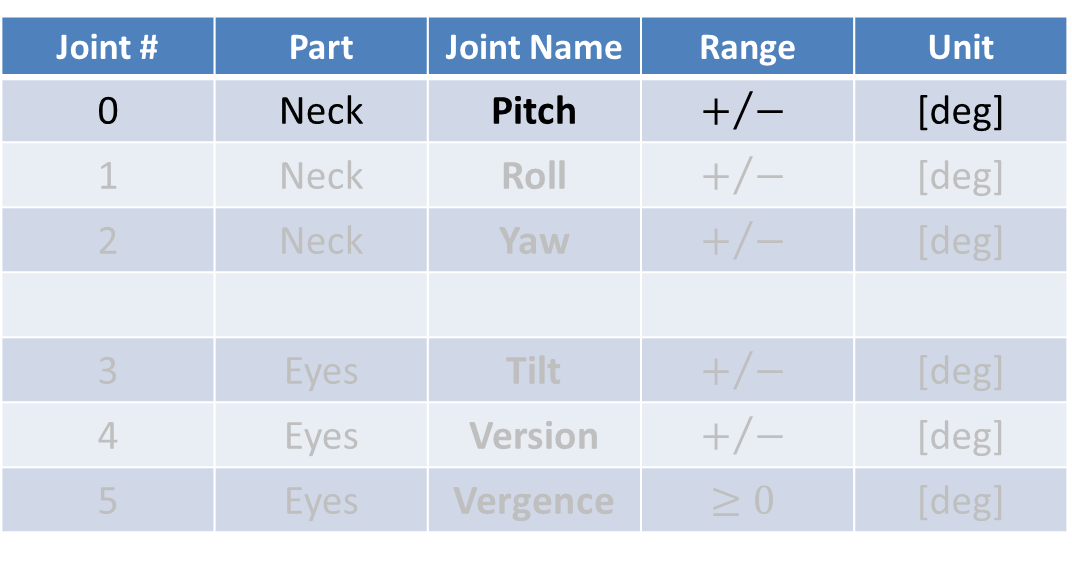 Joint # Part Joint Name Range Unit
0 Neck Pitch +/− [deg]
1 Neck Roll +/− [deg]
2 Neck Yaw +/− [deg]
3 Eyes Tilt +/− [deg]
4 Eyes Version +/− [deg]
5 Eyes Vergence ≥ 0 [deg]